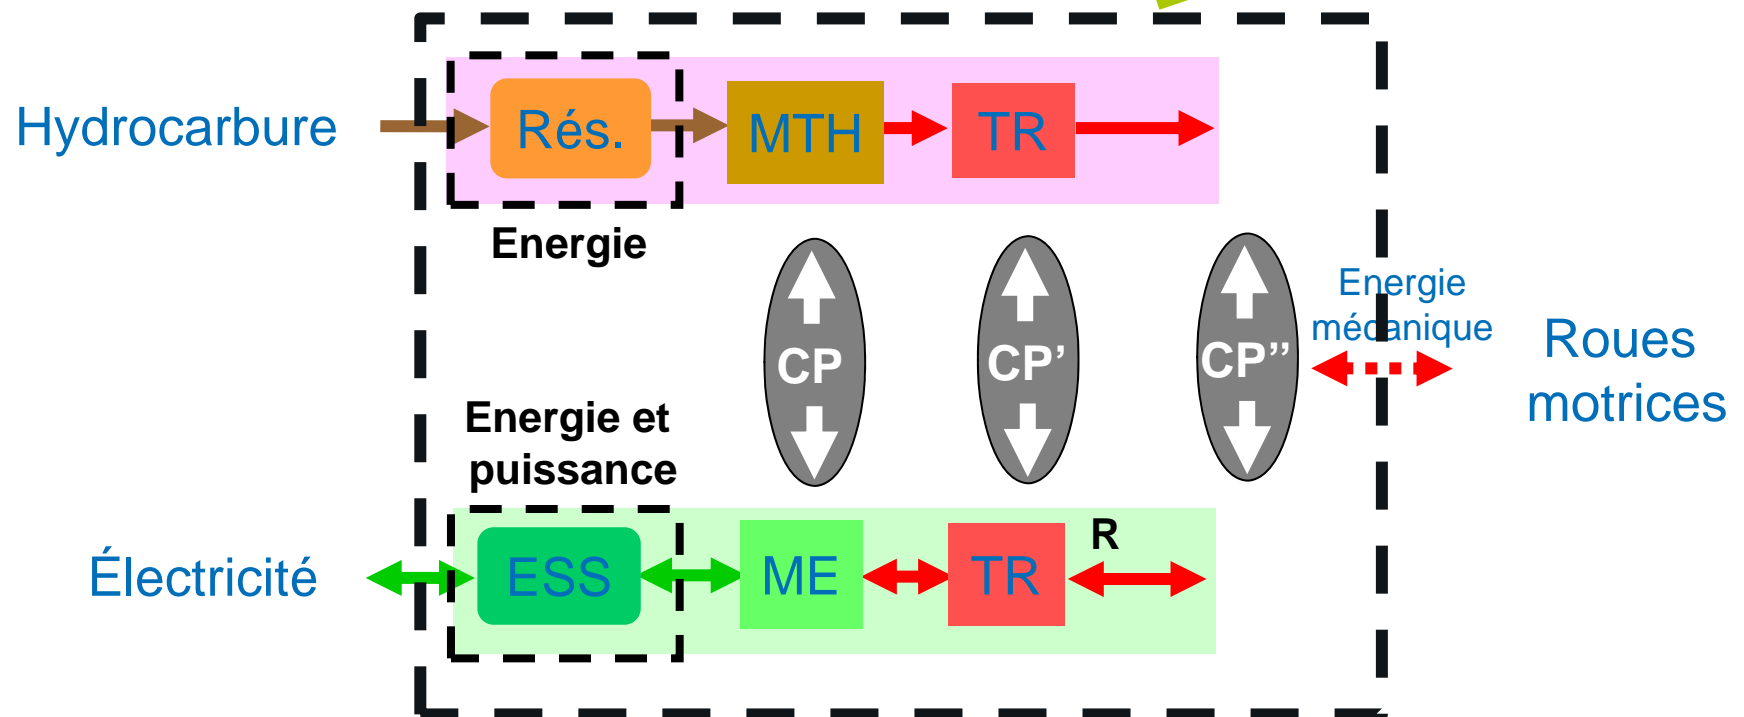 Hydrocarbure
Rés.
MTH
TR
Energie
CP
CP’
CP’’
Energie
mécanique
Roues
motrices
Energie et
puissance
Électricité
ESS
ME
TR
R